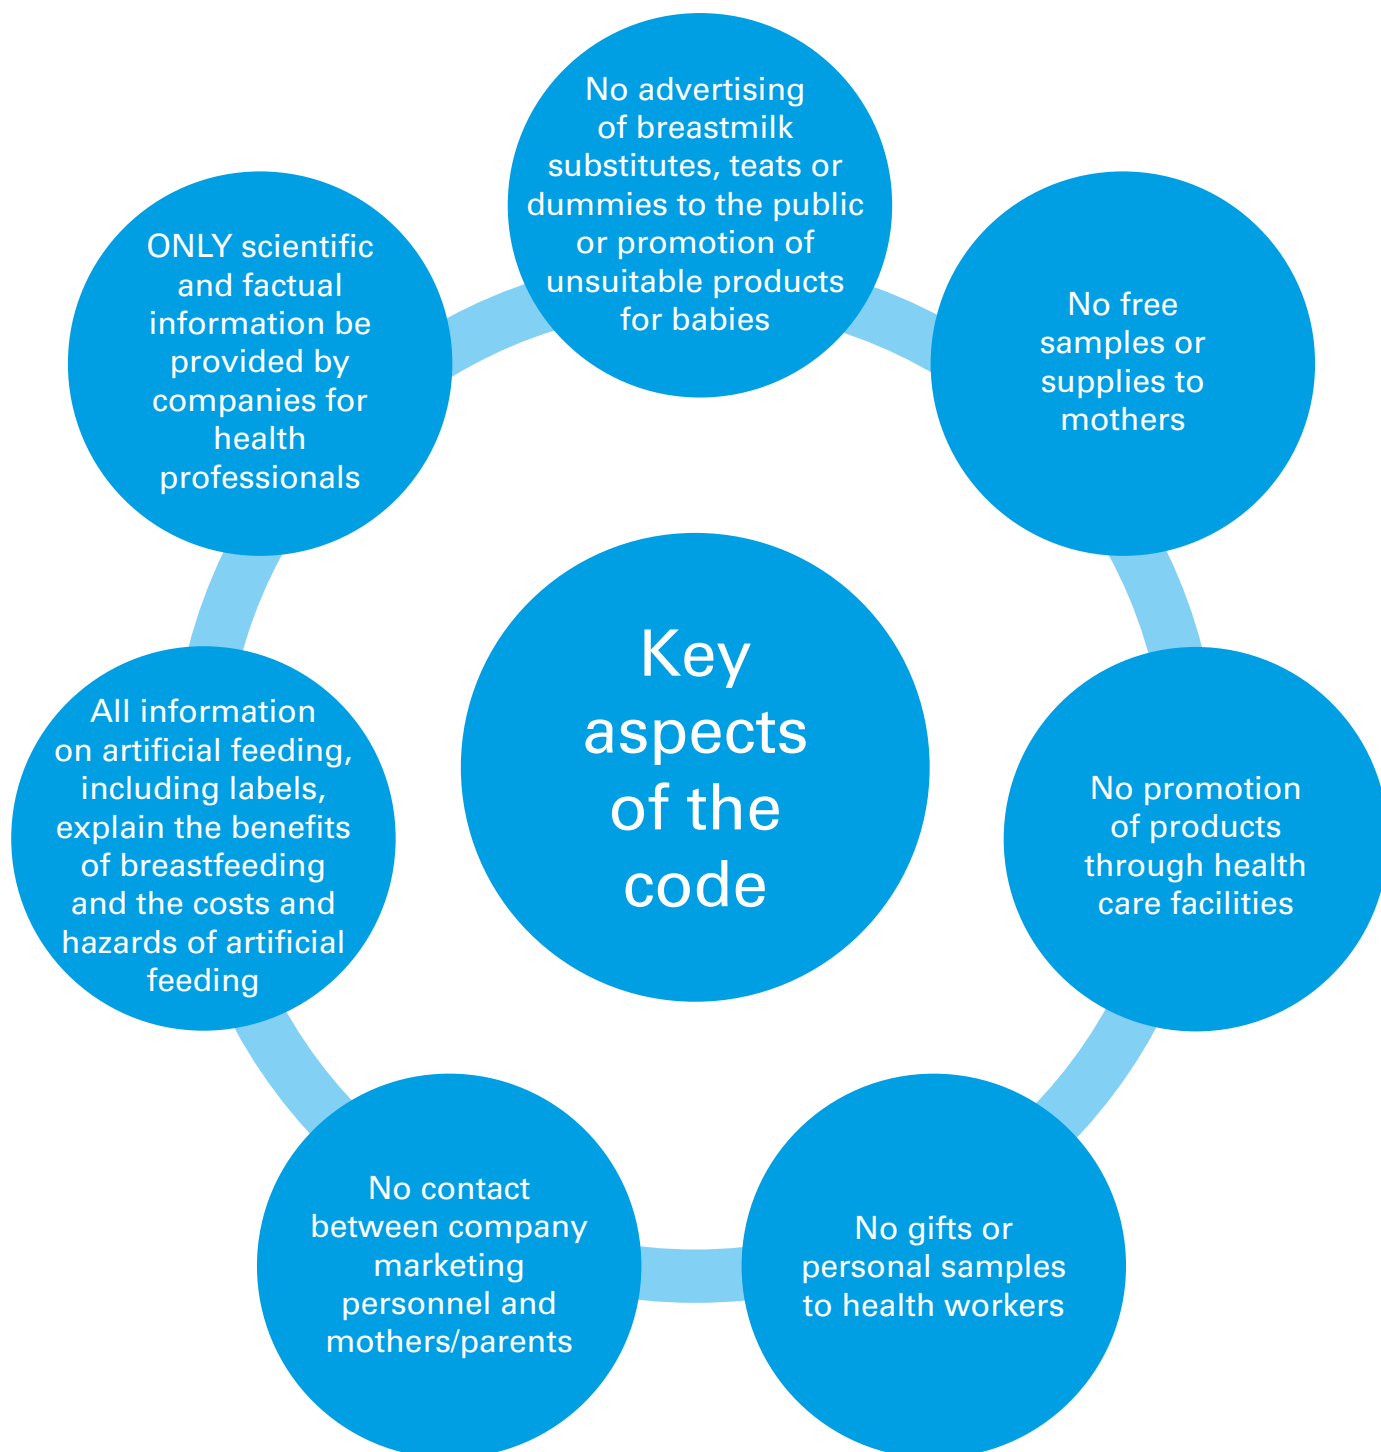 No advertising
of breastmilk
substitutes, teats or
dummies to the public
or promotion of
unsuitable products
for babies
No free
samples or
supplies to
mothers
No promotion
of products
through health
care facilities
No gifts or
personal samples
to health workers
No contact
between company
marketing
personnel and
mothers/parents
All information
on artificial feeding,
including labels,
explain the benefits
of breastfeeding
and the costs and
hazards of artificial
feeding
ONLY scientific
and factual
information be
provided by
companies for
health
professionals
Key
aspects
of the
code